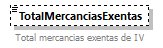 TotalMercanciasExentas
Total mercancias exentas de IV